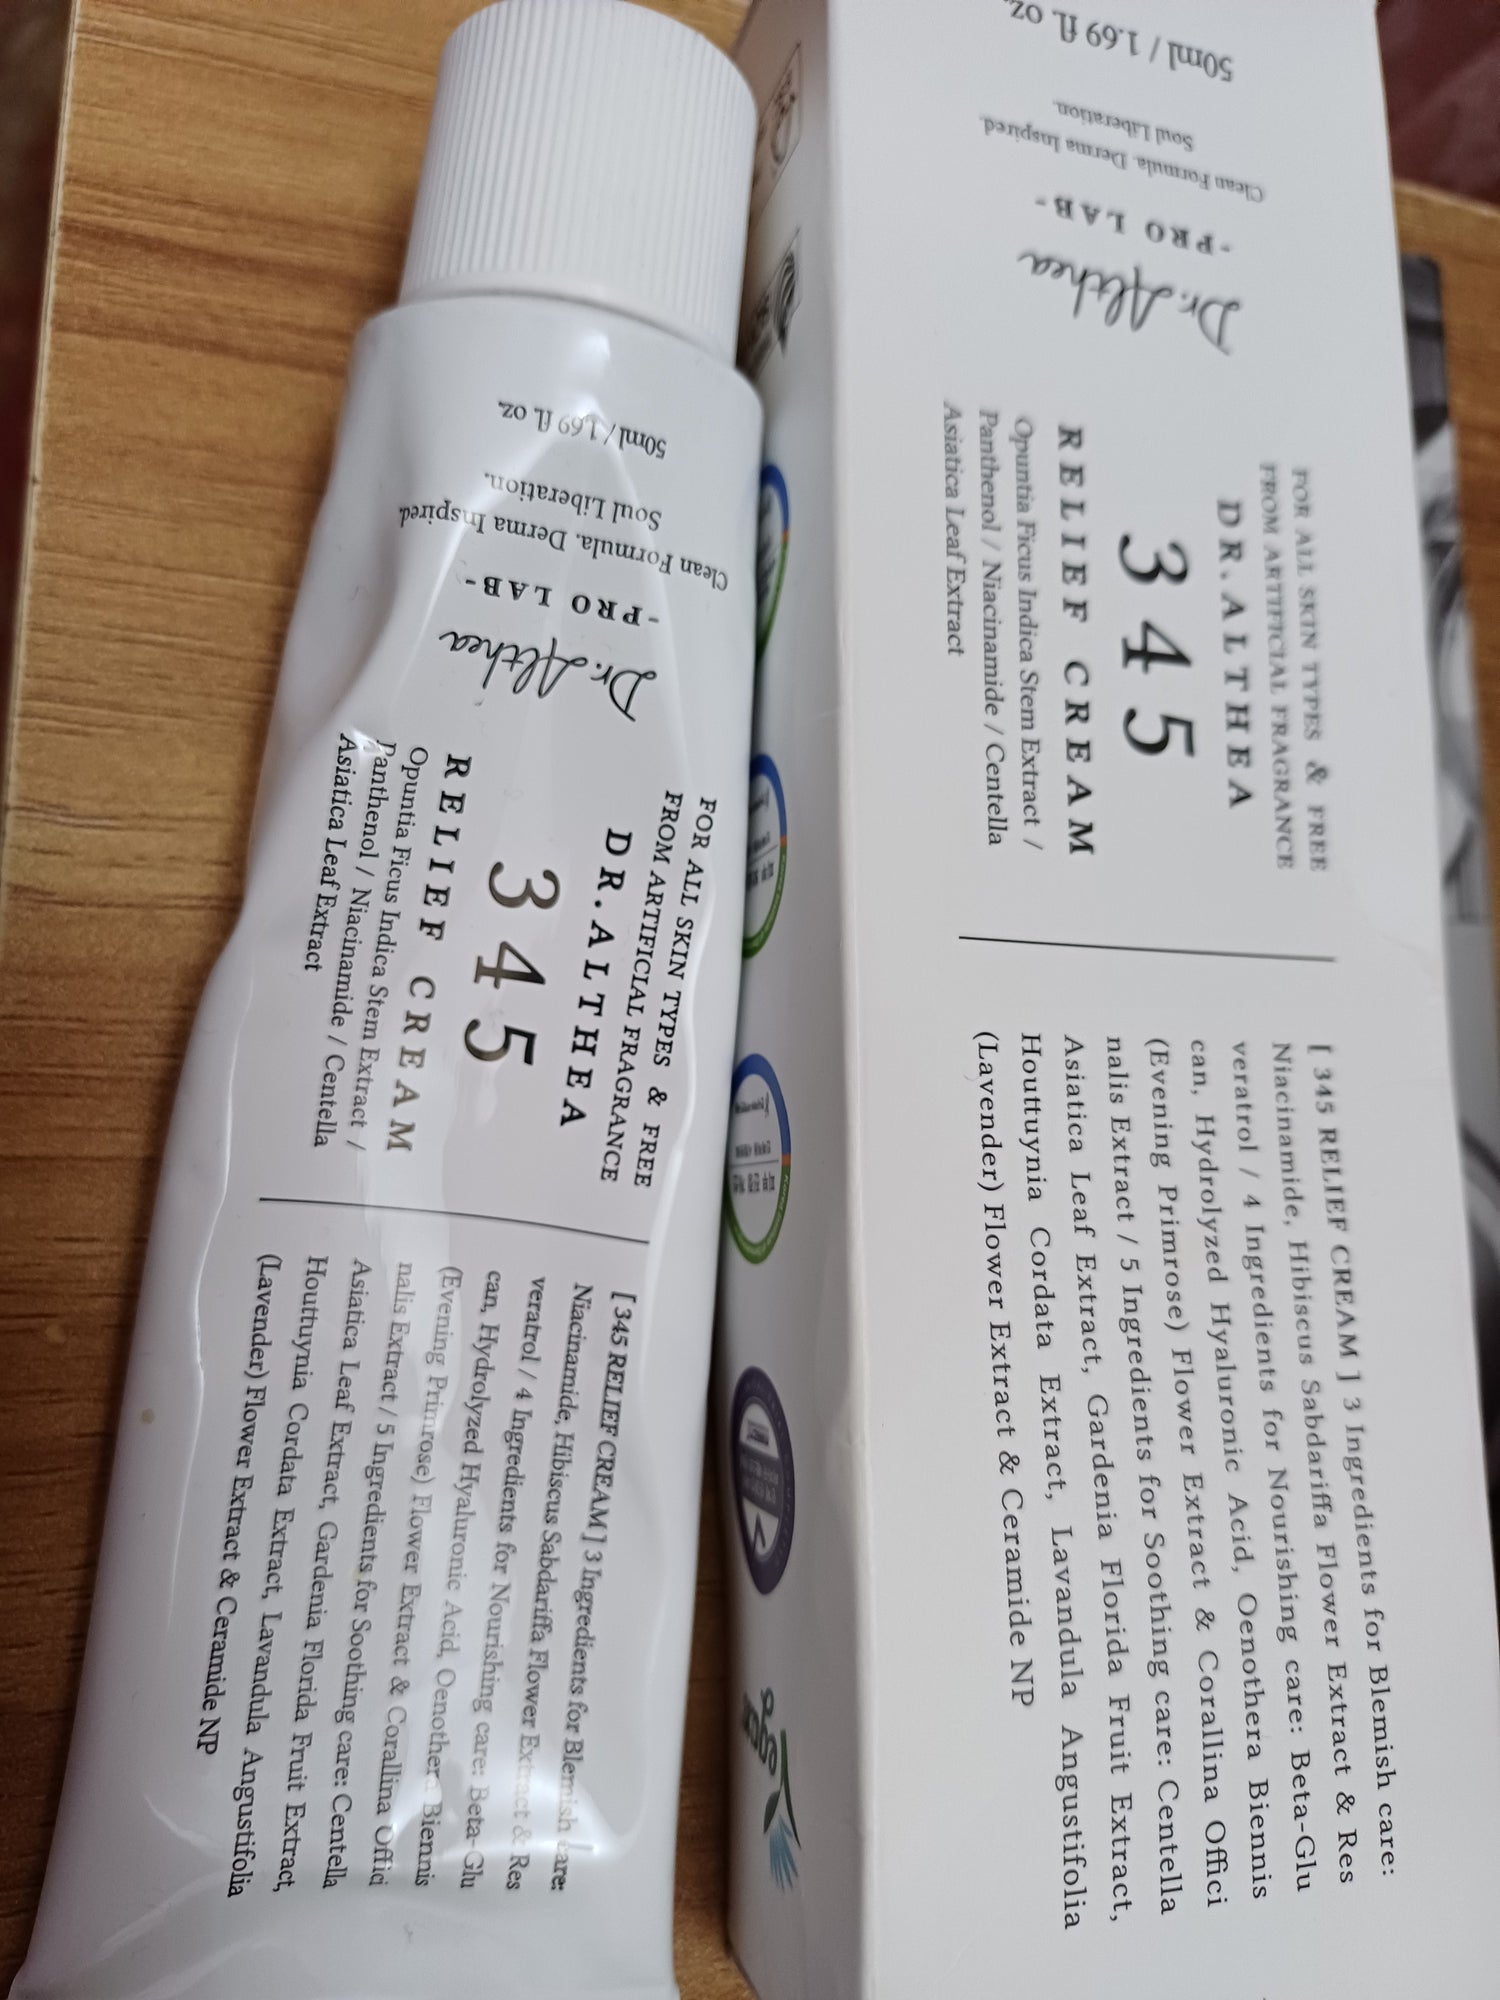 50ml / 1.69 fl. oz.
Soul Liberation.
Clean Formula. Derma Inspired.
-PRO LAB-
Dr.Althea
FOR ALL SKIN TYPES & FREE
FROM ARTIFICIAL FRAGRANCE
DR.ALTHEA
345
RELIEF CREAM
Opuntia Ficus Indica Stem Extract /
Panthenol / Niacinamide / Centella
Asiatica Leaf Extract
[ 345 RELIEF CREAM ] 3 Ingredients for Blemish care:
Niacinamide, Hibiscus Sabdariffa Flower Extract & Res
veratrol / 4 Ingredients for Nourishing care: Beta-Glu
can, Hydrolyzed Hyaluronic Acid, Oenothera Biennis
(Evening Primrose) Flower Extract & Corallina Offici
nalis Extract / 5 Ingredients for Soothing care: Centella
Asiatica Leaf Extract, Gardenia Florida Fruit Extract,
Houttuynia Cordata Extract, Lavandula Angustifolia
(Lavender) Flower Extract & Ceramide NP
50ml / 1.69 fl. oz.
Soul Liberation.
Clean Formula. Derma Inspired.
-PRO LAB-
Dr.Althea
FOR ALL SKIN TYPES & FREE
FROM ARTIFICIAL FRAGRANCE
DR.ALTHEA
345
RELIEF CREAM
Opuntia Ficus Indica Stem Extract /
Panthenol / Niacinamide / Centella
Asiatica Leaf Extract
[ 345 RELIEF CREAM ] 3 Ingredients for Blemish care:
Niacinamide, Hibiscus Sabdariffa Flower Extract & Res
veratrol / 4 Ingredients for Nourishing care: Beta-Glu
can, Hydrolyzed Hyaluronic Acid, Oenothera Biennis
(Evening Primrose) Flower Extract & Corallina Offici
nalis Extract / 5 Ingredients for Soothing care: Centella
Asiatica Leaf Extract, Gardenia Florida Fruit Extract,
Houttuynia Cordata Extract, Lavandula Angustifolia
(Lavender) Flower Extract & Ceramide NP